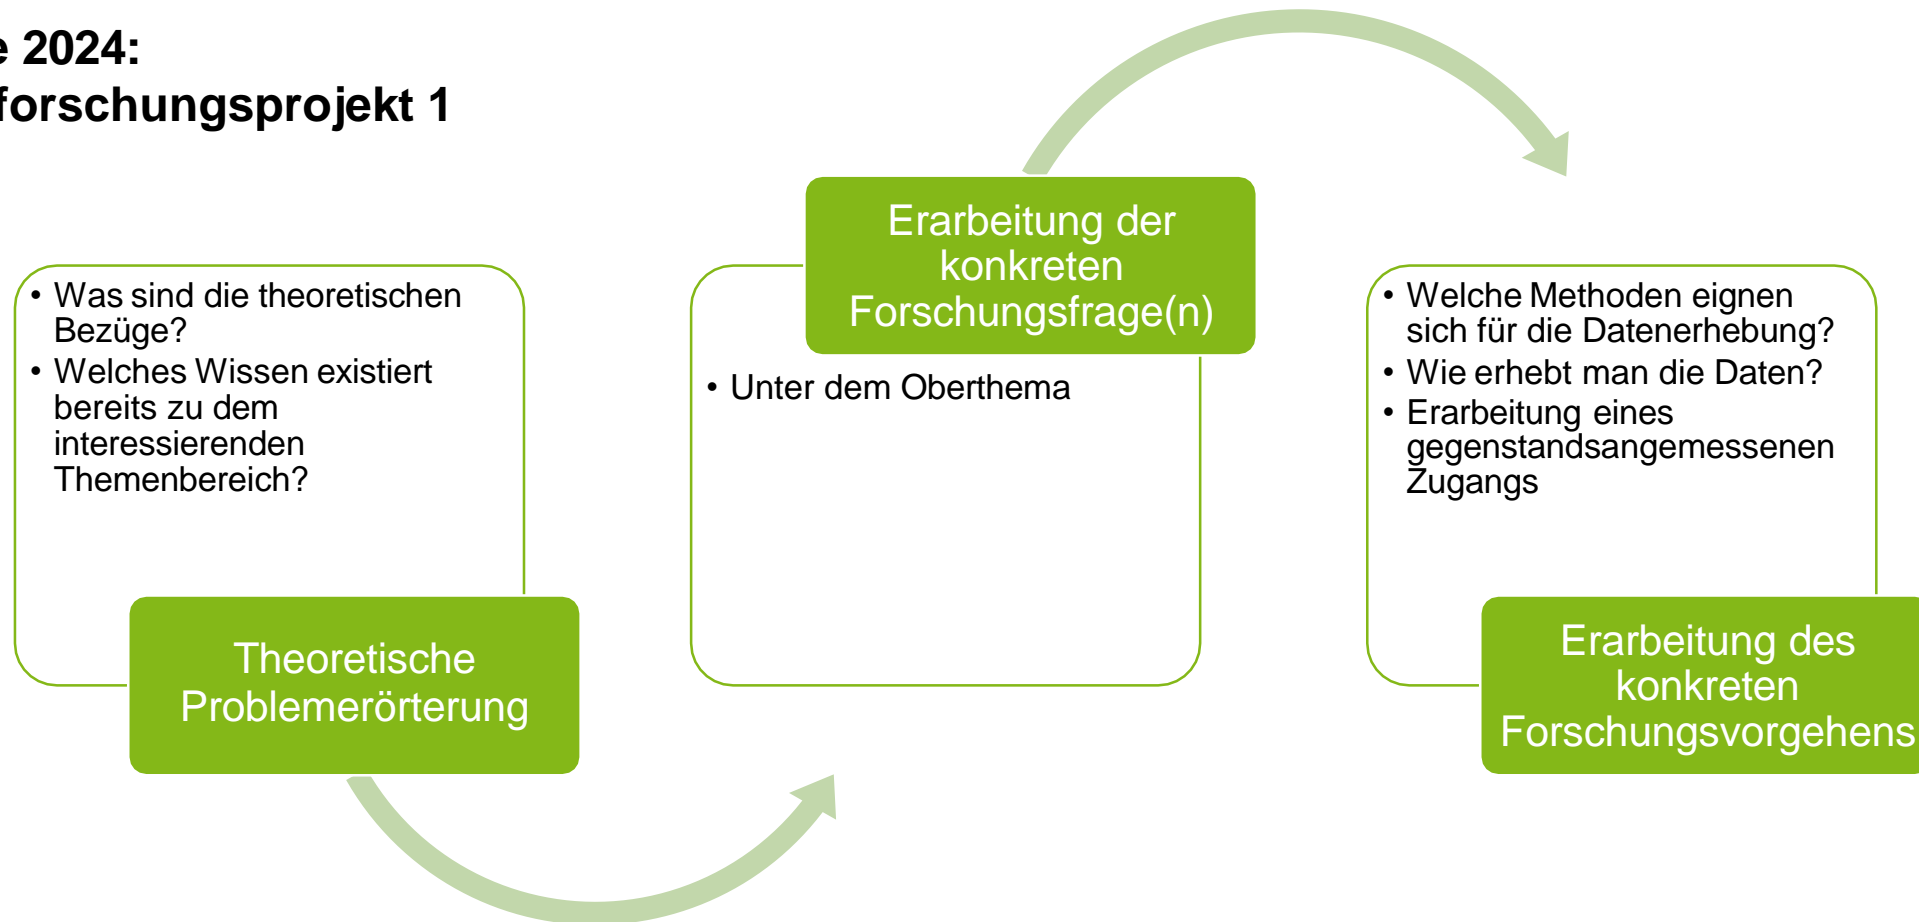 e 2024:
forschungsprojekt 1
• Was sind die theoretischen
Bezüge?
• Welches Wissen existiert
bereits zu dem
interessierenden
Themenbereich?
Theoretische
Problemerörterung
Erarbeitung der
konkreten
Forschungsfrage(n)
• Unter dem Oberthema
• Welche Methoden eignen
sich für die Datenerhebung?
• Wie erhebt man die Daten?
• Erarbeitung eines
gegenstandsangemessenen
Zugangs
Erarbeitung des
konkreten
Forschungsvorgehens